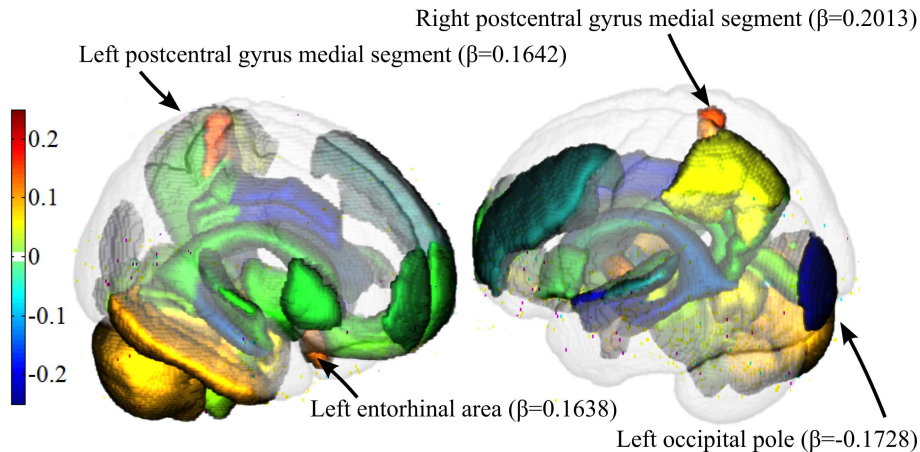 Right postcentral gyrus medial segment (β=0.2013)
Left postcentral gyrus medial segment (β=0.1642)
0.2
0.1
0
-0.1
-0.2
Left entorhinal area (β=0.1638)
Left occipital pole (β=-0.1728)